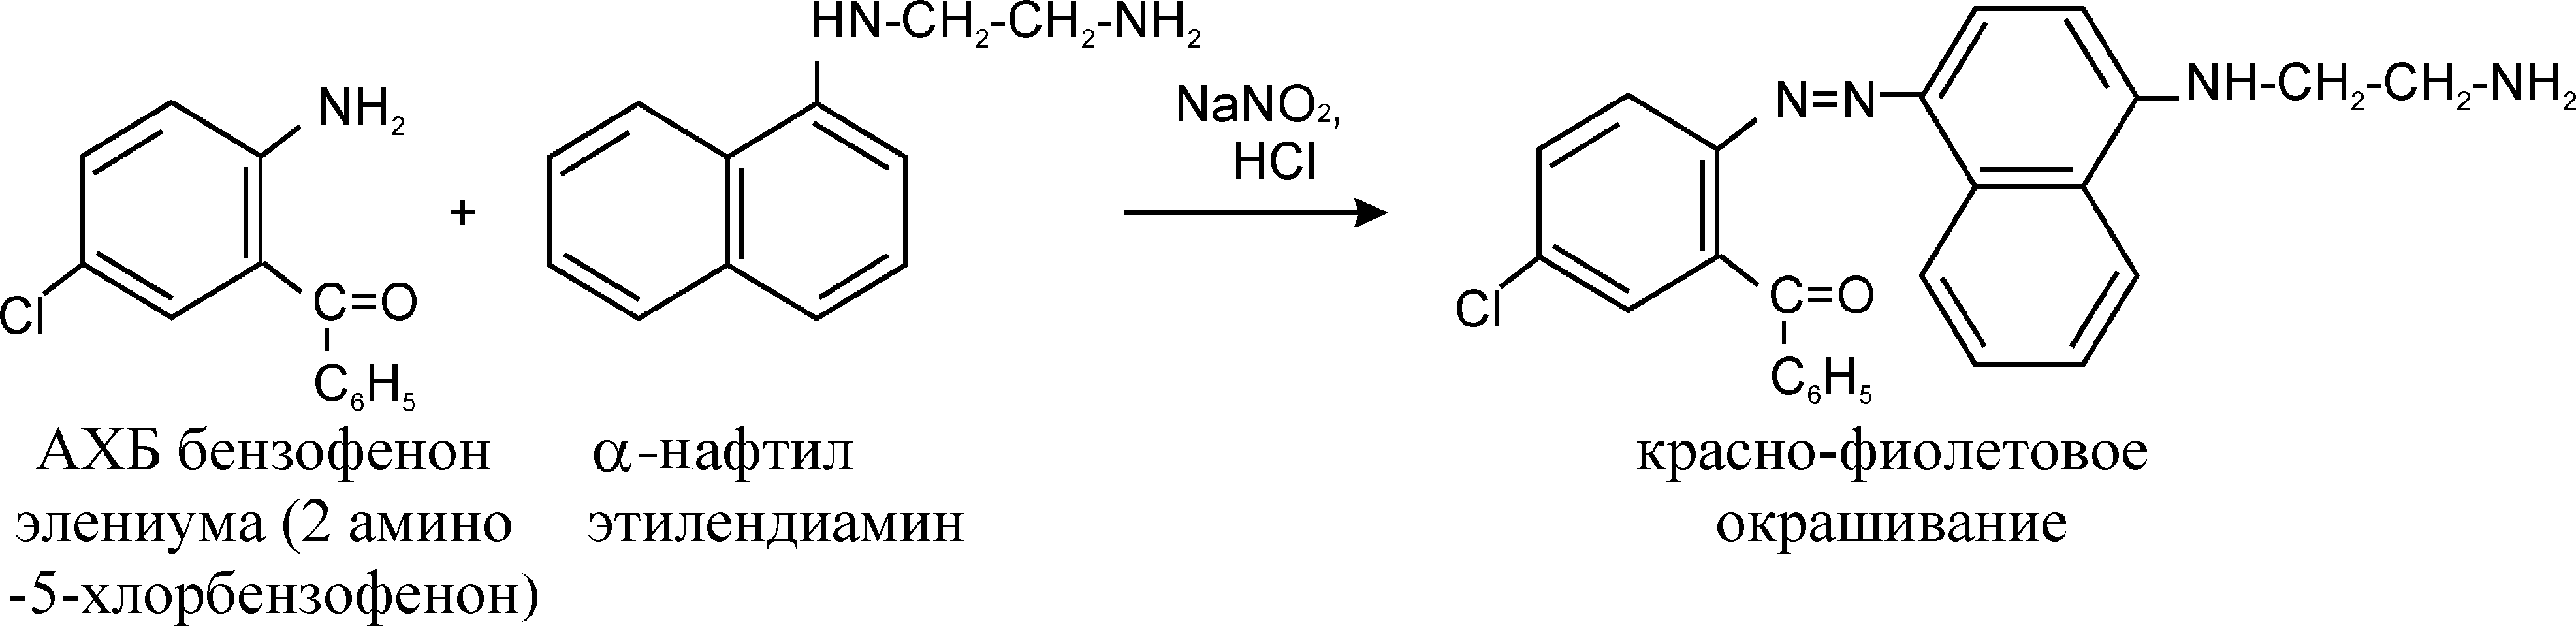 HN-CH2-CH2-NH2
NH2
+
Cl
C=O
C6H5
NaNO2,
HCl
N=N
NH-CH2-CH2-NH2
Cl
C=O
C6H5
АХБ бензофенон
элениума (2 амино
-5-хлорбензофенон)
α-нафтил
этилендиамин
красно-фиолетовое
окрашивание